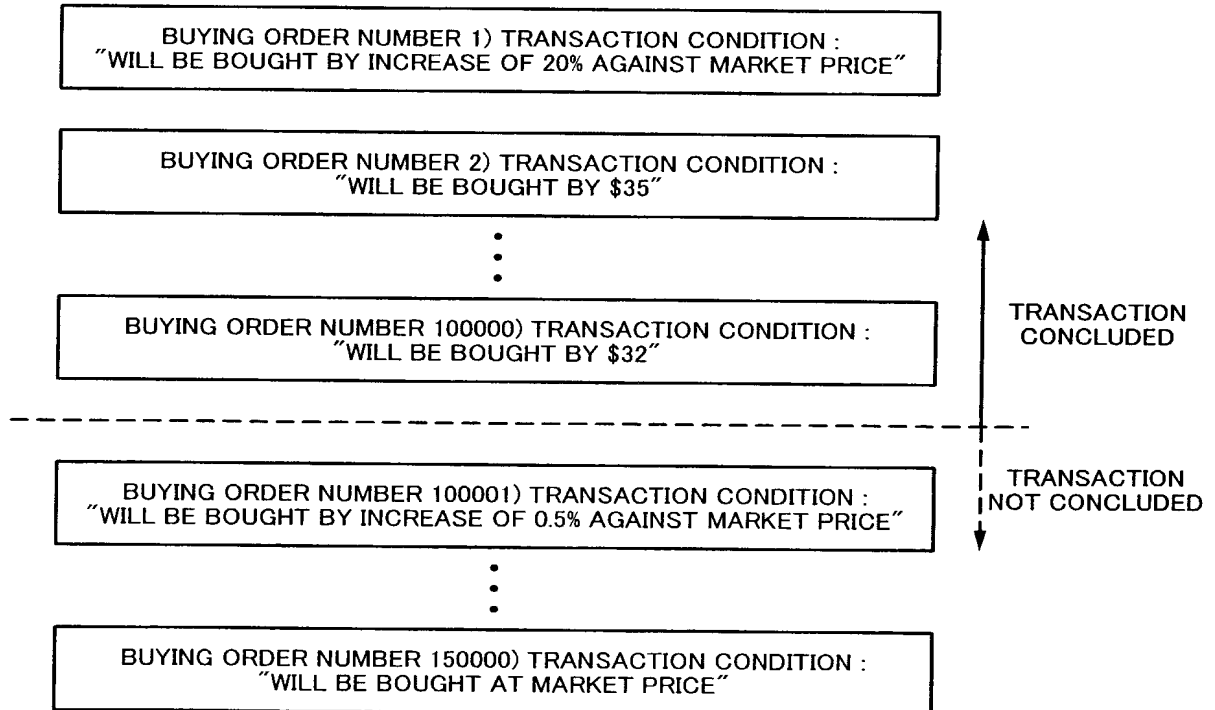 BUYING ORDER NUMBER 1) TRANSACTION CONDITION :
"WILL BE BOUGHT BY INCREASE OF 20% AGAINST MARKET PRICE"
BUYING ORDER NUMBER 2) TRANSACTION CONDITION :
"WILL BE BOUGHT BY $35"
BUYING ORDER NUMBER 100000) TRANSACTION CONDITION :
"WILL BE BOUGHT BY $32"
TRANSACTION
CONCLUDED
BUYING ORDER NUMBER 100001) TRANSACTION CONDITION :
"WILL BE BOUGHT BY INCREASE OF 0.5% AGAINST MARKET PRICE"
TRANSACTION
NOT CONCLUDED
BUYING ORDER NUMBER 150000) TRANSACTION CONDITION :
"WILL BE BOUGHT AT MARKET PRICE"